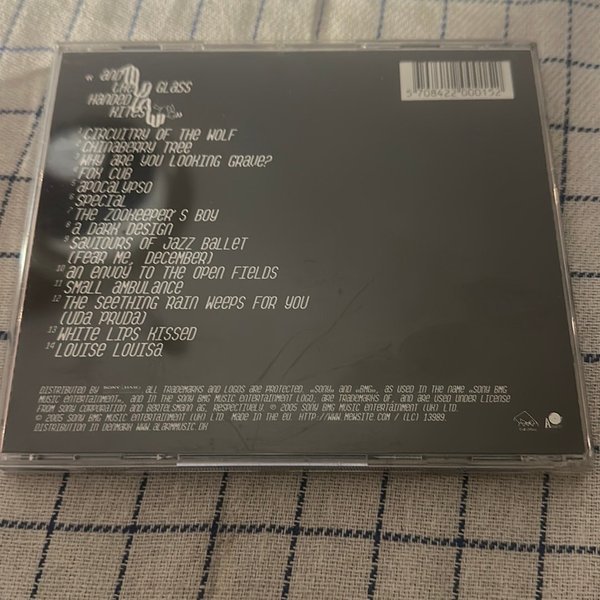 « and the glass
handed
kites »
5 708422 000152
1 CIRCUITRY OF THE WOLF
2 CHINABERRY TREE
3 WHY ARE YOU LOOKING GRAVE?
4 FOX CUB
5 APOCALYPSO
6 SPECIAL
7 THE ZOOKEEPER'S BOY
8 A DARK DESIGN
9 SAVIOURS OF JAZZ BALLET
(FEAR ME, DECEMBER)
10 AN ENVOY TO THE OPEN FIELDS
11 SMALL AMBULANCE
12 THE SEETHING RAIN WEEPS FOR YOU
(UDA PRUDA)
13 WHITE LIPS KISSED
14 LOUISE LOUISA
DISTRIBUTED BY SONY BMG. ALL TRADEMARKS AND LOGOS ARE PROTECTED. »SONY« AND »BMG«, AS USED IN THE NAME »SONY BMG
MUSIC ENTERTAINMENT«, AND IN THE SONY BMG MUSIC ENTERTAINMENT LOGO, ARE TRADEMARKS OF, AND ARE USED UNDER LICENSE
FROM SONY CORPORATION AND BERTELSMANN AG, RESPECTIVELY. ℗ 2005 SONY BMG MUSIC ENTERTAINMENT (UK) LTD.
© 2005 SONY BMG MUSIC ENTERTAINMENT (UK) LTD. MADE IN THE EU. HTTP://WWW.MEWSITE.COM / (LC) 13989.
DISTRIBUTION IN DENMARK WWW.ALARMMUSIC.DK